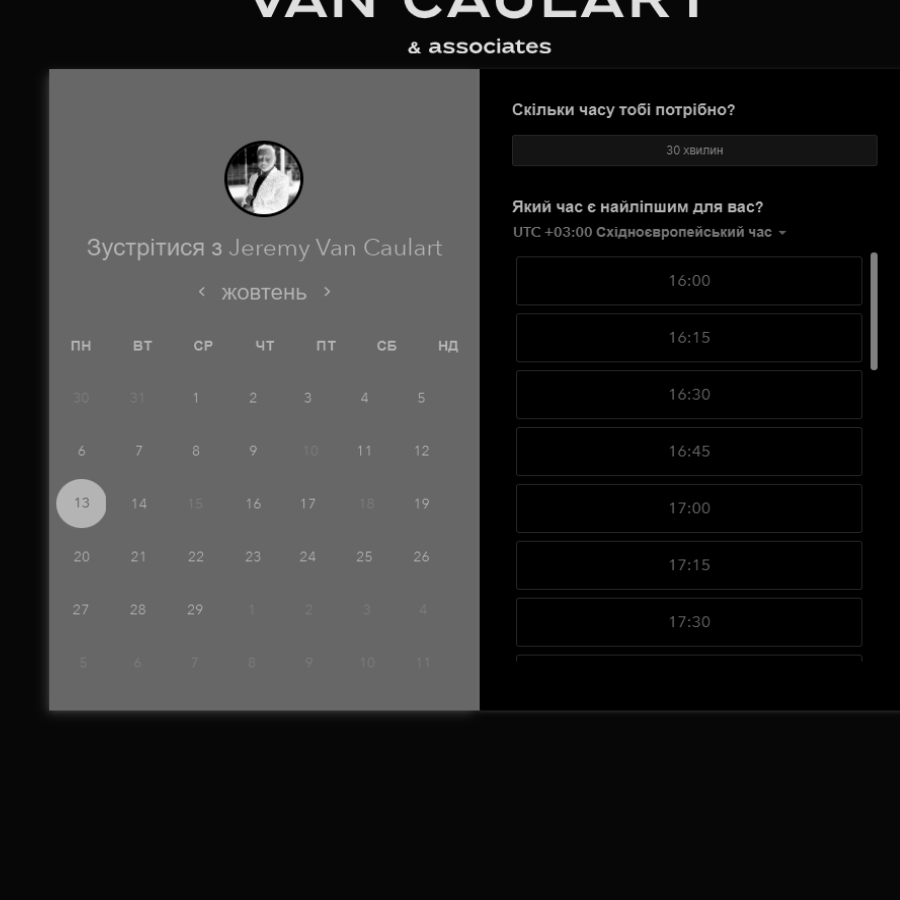 VAN CAULART
& associates
Зустрітися з Jeremy Van Caulart
жовтень
ПН ВТ СР ЧТ ПТ СБ НД
30 31 1 2 3 4 5
6 7 8 9 10 11 12
13 14 15 16 17 18 19
20 21 22 23 24 25 26
27 28 29 1 2 3 4
5 6 7 8 9 10 11
Скільки часу тобі потрібно?
30 хвилин
Який час є найліпшим для вас?
UTC +03:00 Східноєвропейський час
16:00
16:15
16:30
16:45
17:00
17:15
17:30